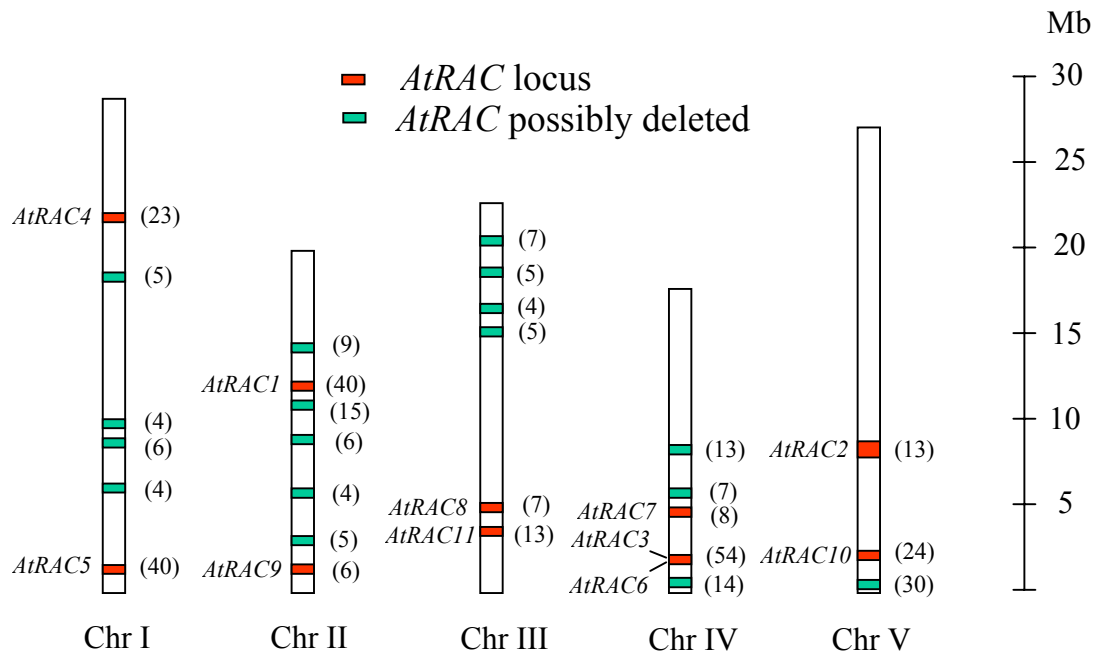 Mb
AtRAC locus
AtRAC possibly deleted
30
25
20
15
10
5
AtRAC4 (23)
(5)
(4)
(6)
(4)
AtRAC5 (40)
Chr I
(9)
AtRAC1 (40)
(15)
(6)
(4)
(5)
AtRAC9 (6)
Chr II
(7)
(5)
(4)
(5)
AtRAC8 (7)
AtRAC11 (13)
Chr III
(13)
(7)
AtRAC7 (8)
AtRAC3
(54)
AtRAC6 (14)
Chr IV
AtRAC2 (13)
AtRAC10 (24)
(30)
Chr V